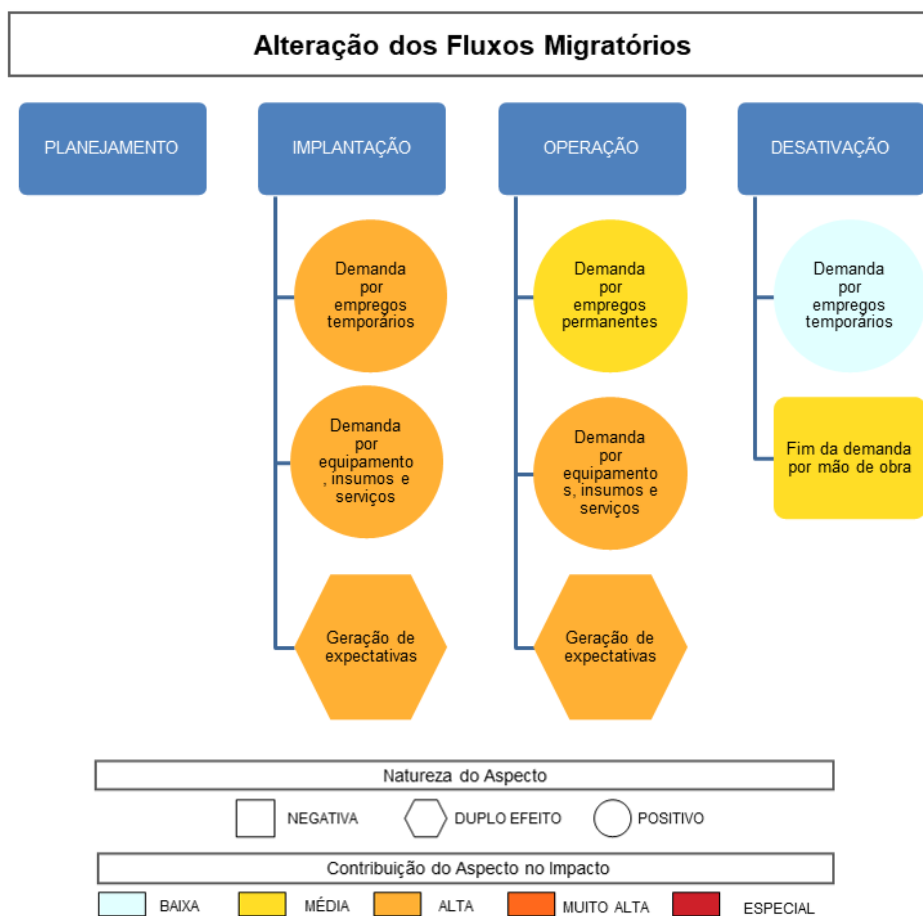 Alteração dos Fluxos Migratórios
PLANEJAMENTO
IMPLANTAÇÃO
OPERAÇÃO
DESATIVAÇÃO
Demanda
por
empregos
temporários
Demanda
por
equipamento
, insumos e
serviços
Geração de
expectativas
Demanda
por
empregos
permanentes
Demanda
por
equipamento
s, insumos e
serviços
Geração de
expectativas
Demanda
por
empregos
temporários
Fim da demanda
por mão de obra
Natureza do Aspecto
NEGATIVA
DUPLO EFEITO
POSITIVO
Contribuição do Aspecto no Impacto
BAIXA
MÉDIA
ALTA
MUITO ALTA
ESPECIAL